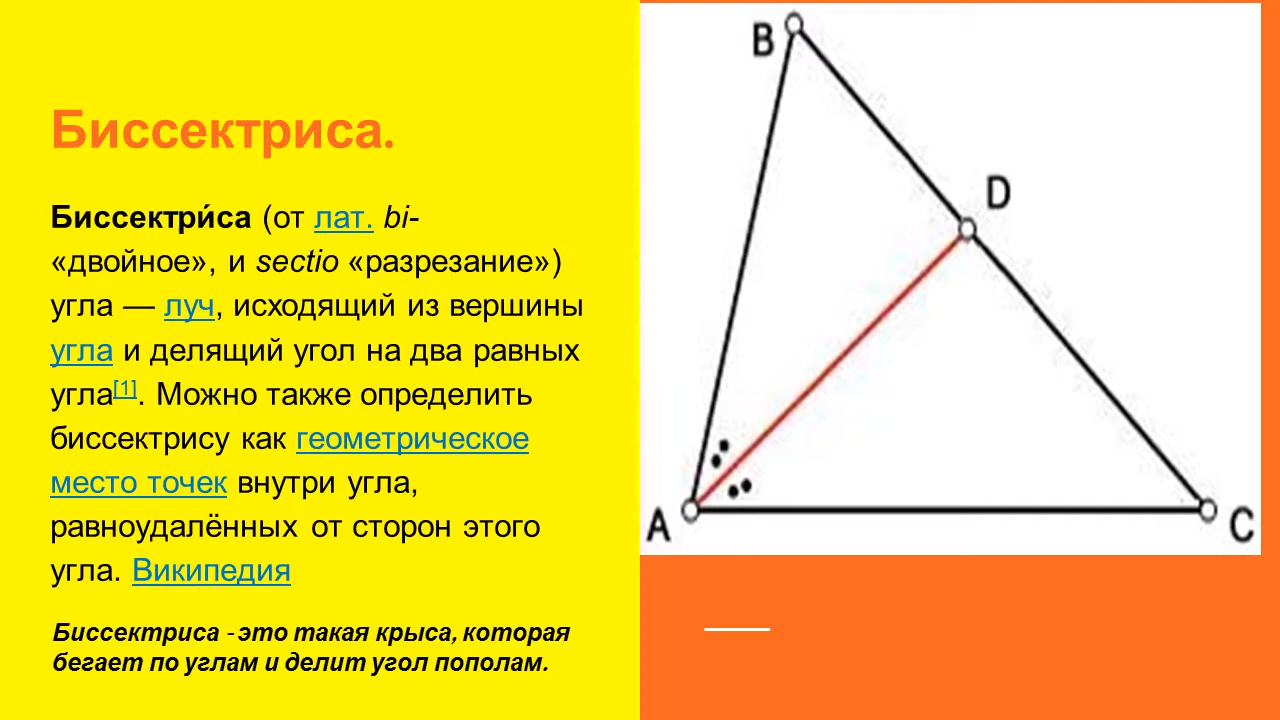 Биссектриса.
Биссектри́са (от лат. bi-
«двойное», и sectio «разрезание»)
угла — луч, исходящий из вершины
угла и делящий угол на два равных
угла[1]. Можно также определить
биссектрису как геометрическое
место точек внутри угла,
равноудалённых от сторон этого
угла. Википедия
Биссектриса - это такая крыса, которая
бегает по углам и делит угол пополам.
B
D
A
C